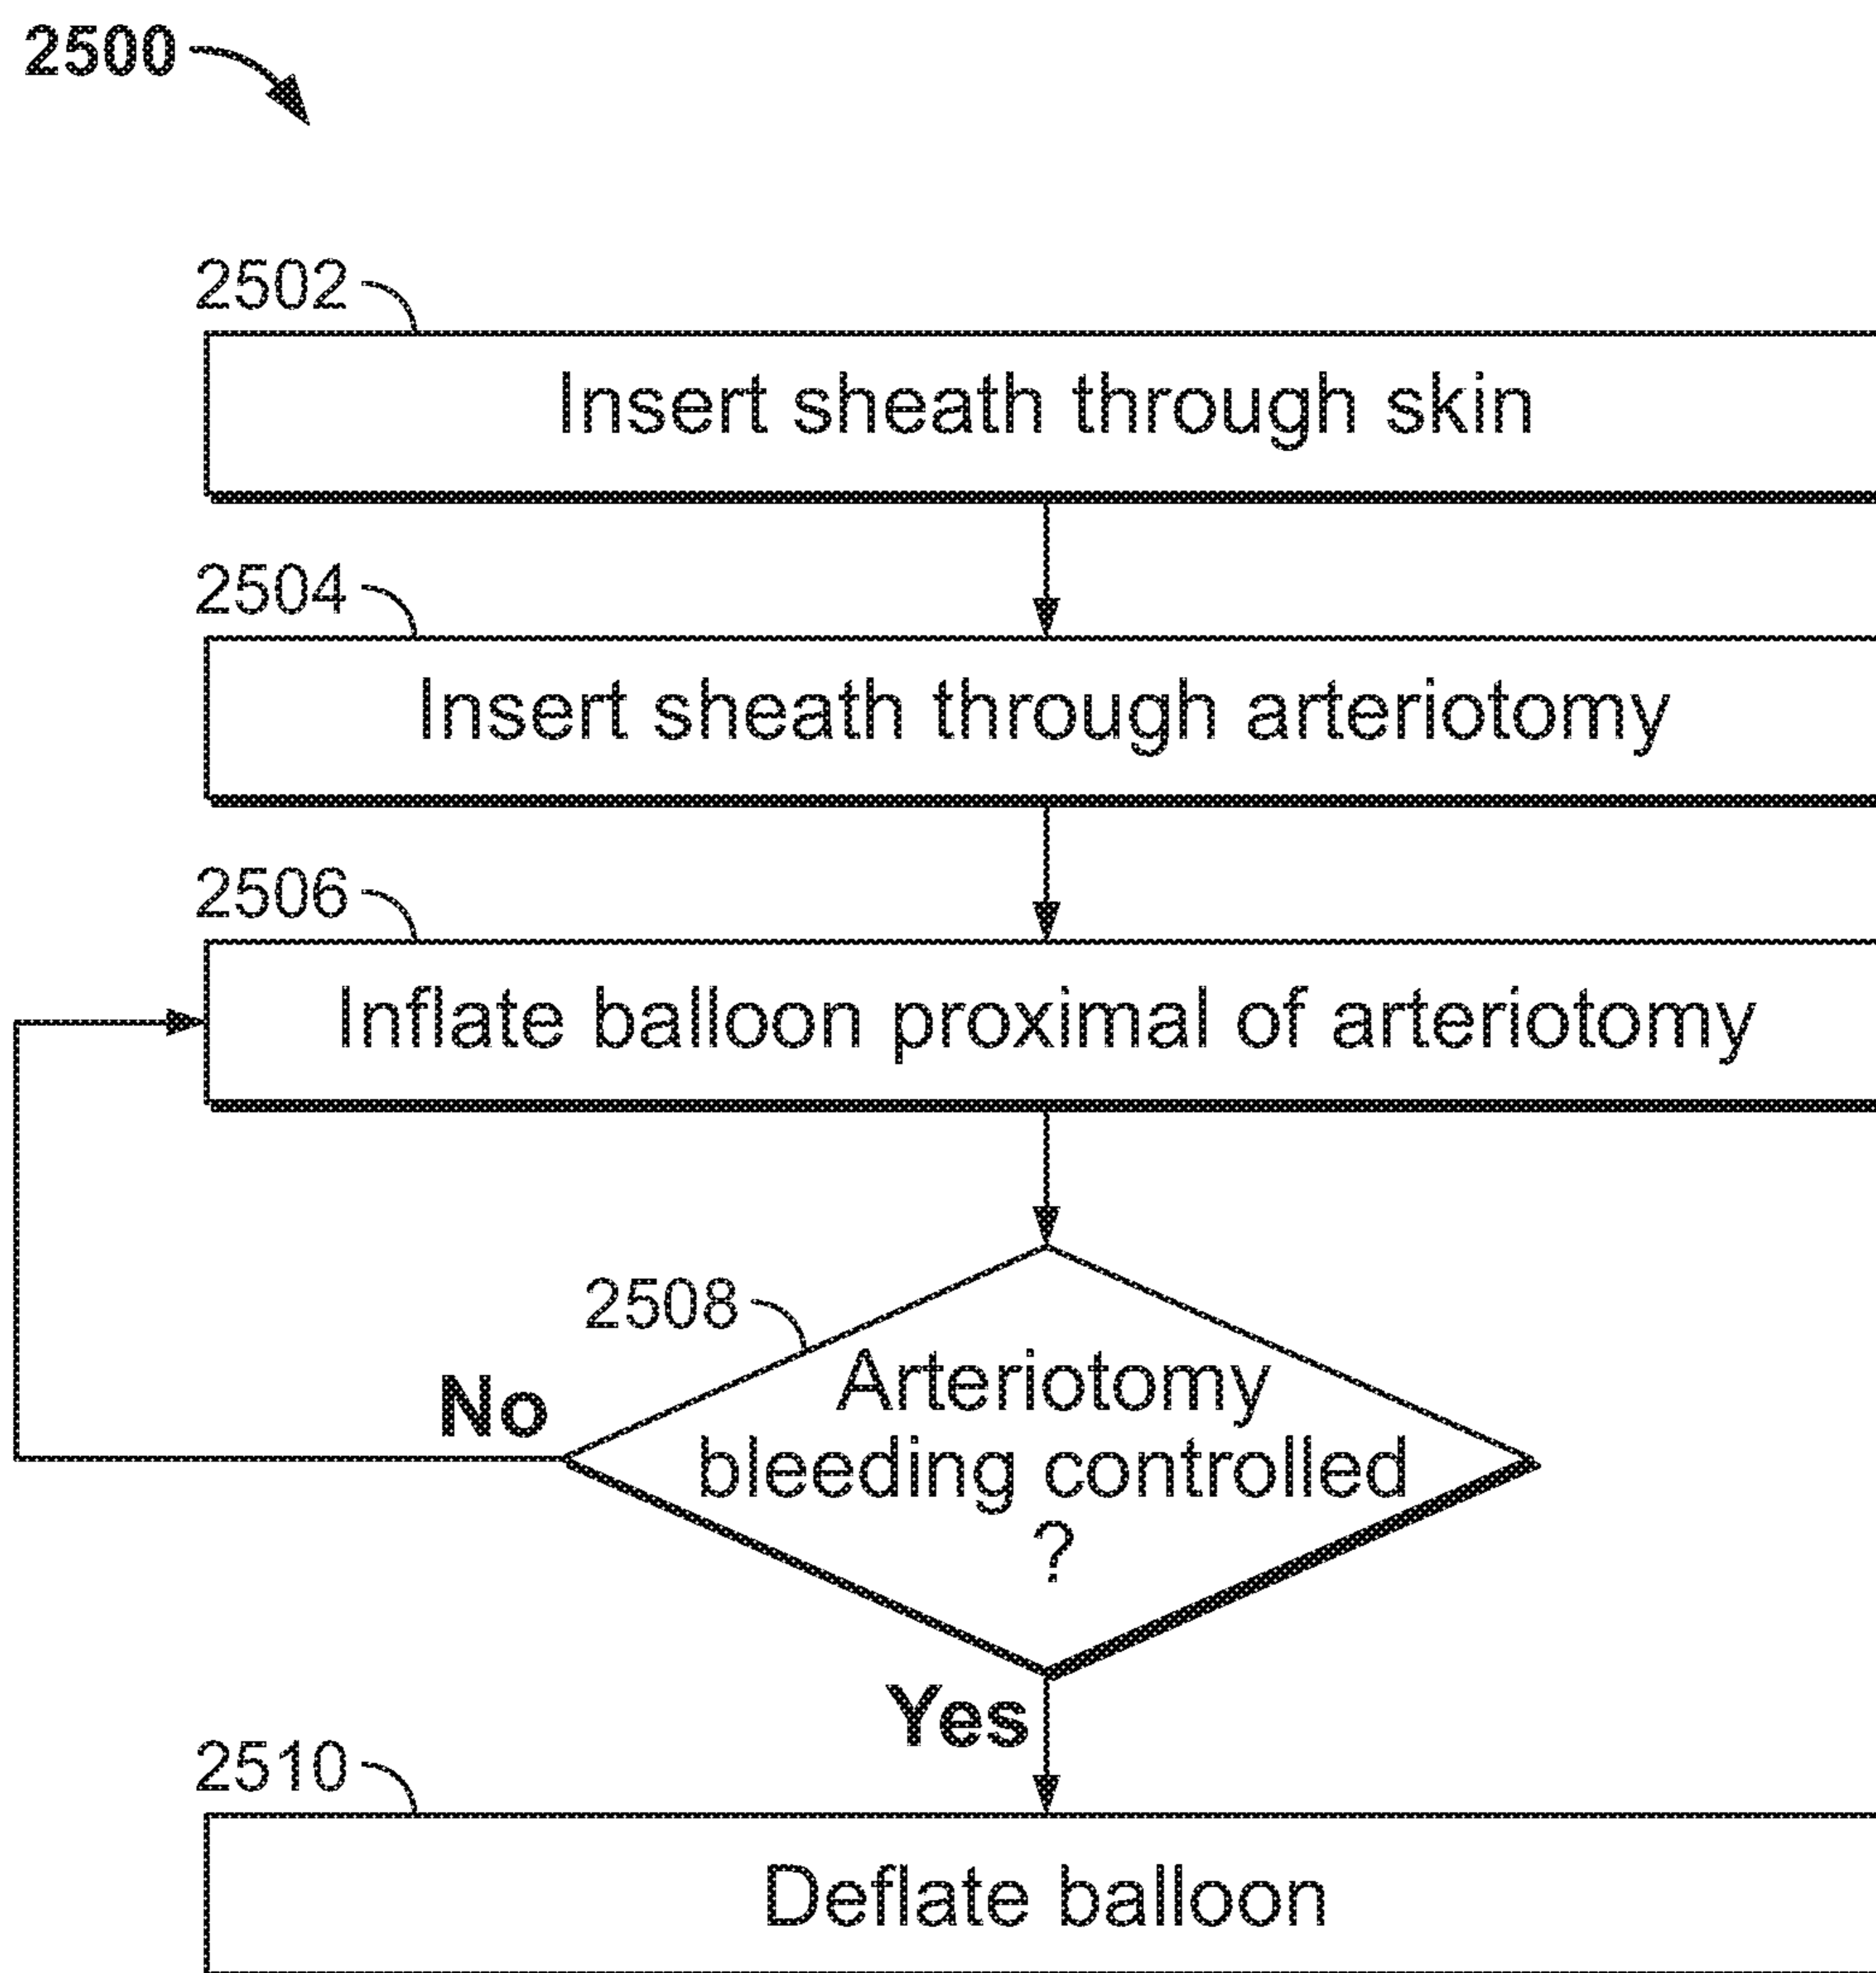 2500
2502
Insert sheath through skin
2504
Insert sheath through arteriotomy
2506
Inflate balloon proximal of arteriotomy
2508
Arteriotomy
No
bleeding controlled
?
Yes
2510
Deflate balloon